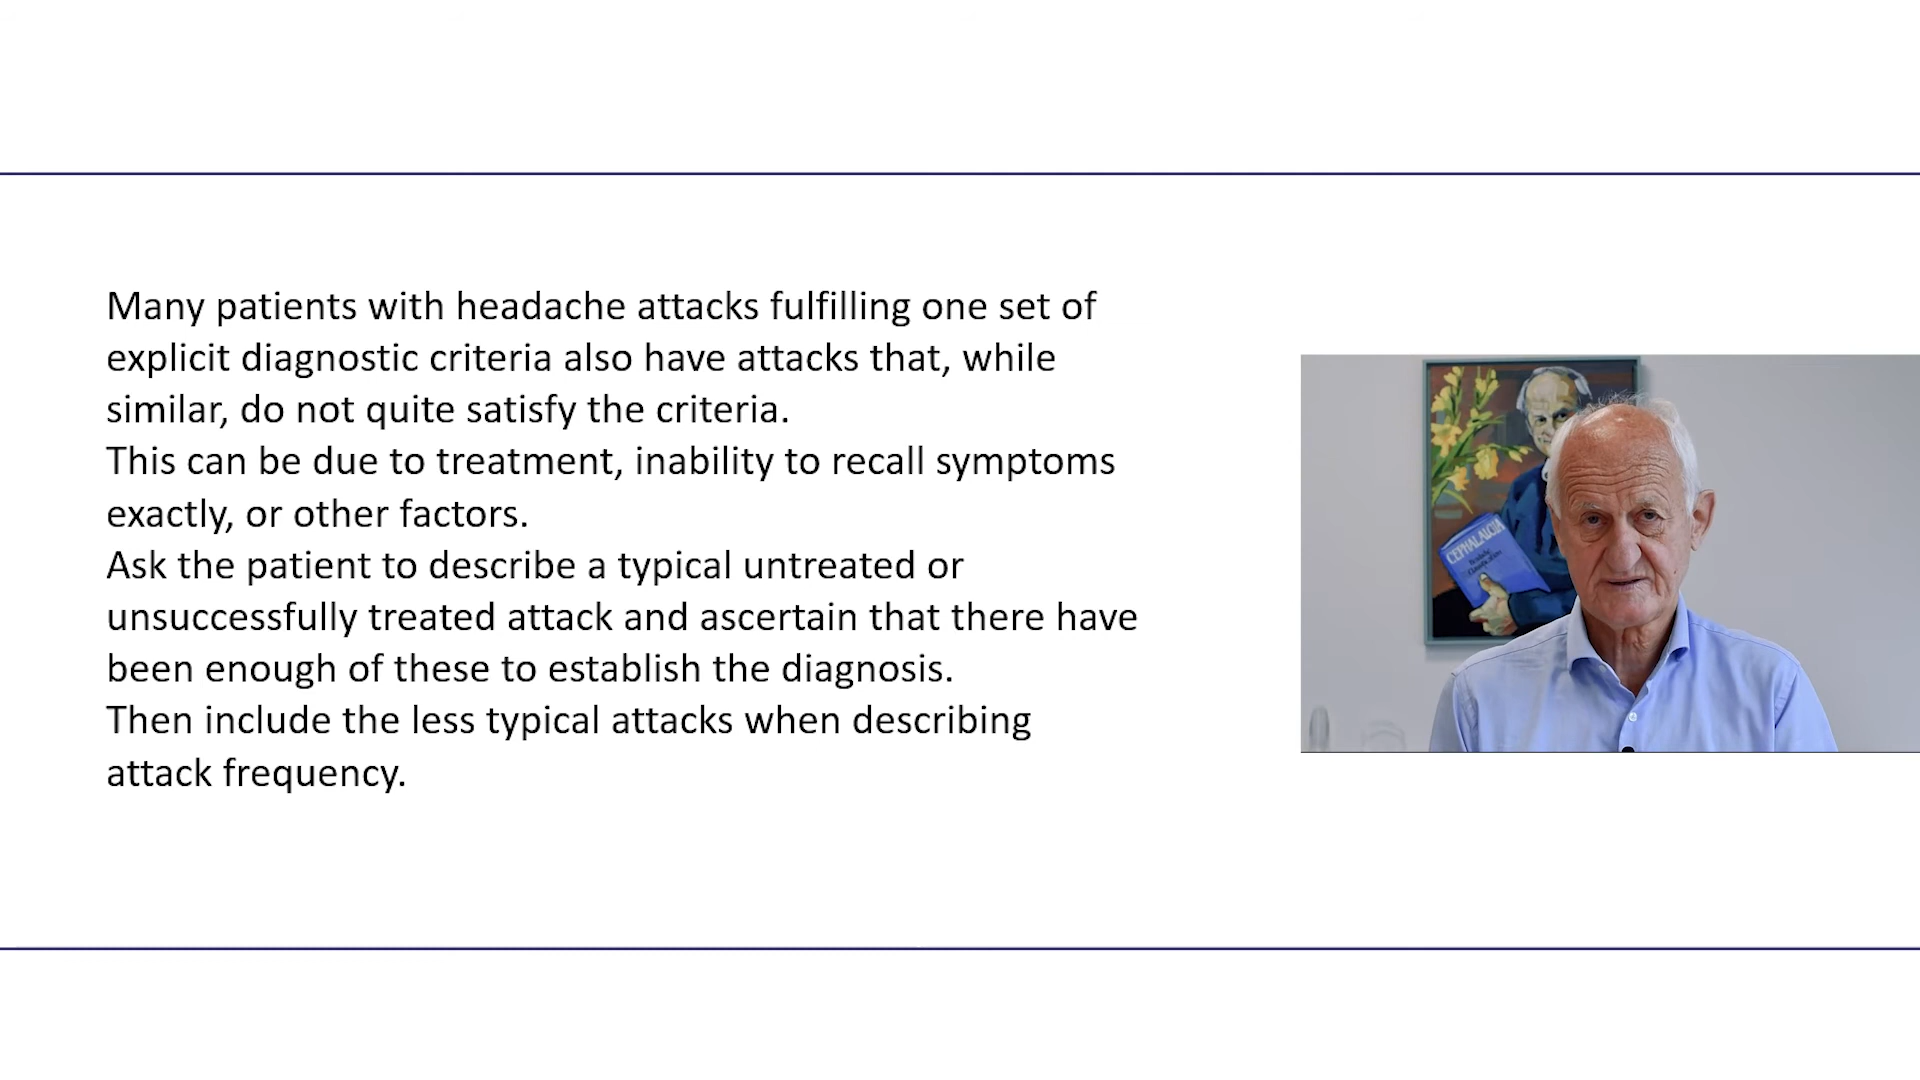 Many patients with headache attacks fulfilling one set of
explicit diagnostic criteria also have attacks that, while
similar, do not quite satisfy the criteria.
This can be due to treatment, inability to recall symptoms
exactly, or other factors.
Ask the patient to describe a typical untreated or
unsuccessfully treated attack and ascertain that there have
been enough of these to establish the diagnosis.
Then include the less typical attacks when describing
attack frequency.
CEPHALALGIA
Headache
Classification